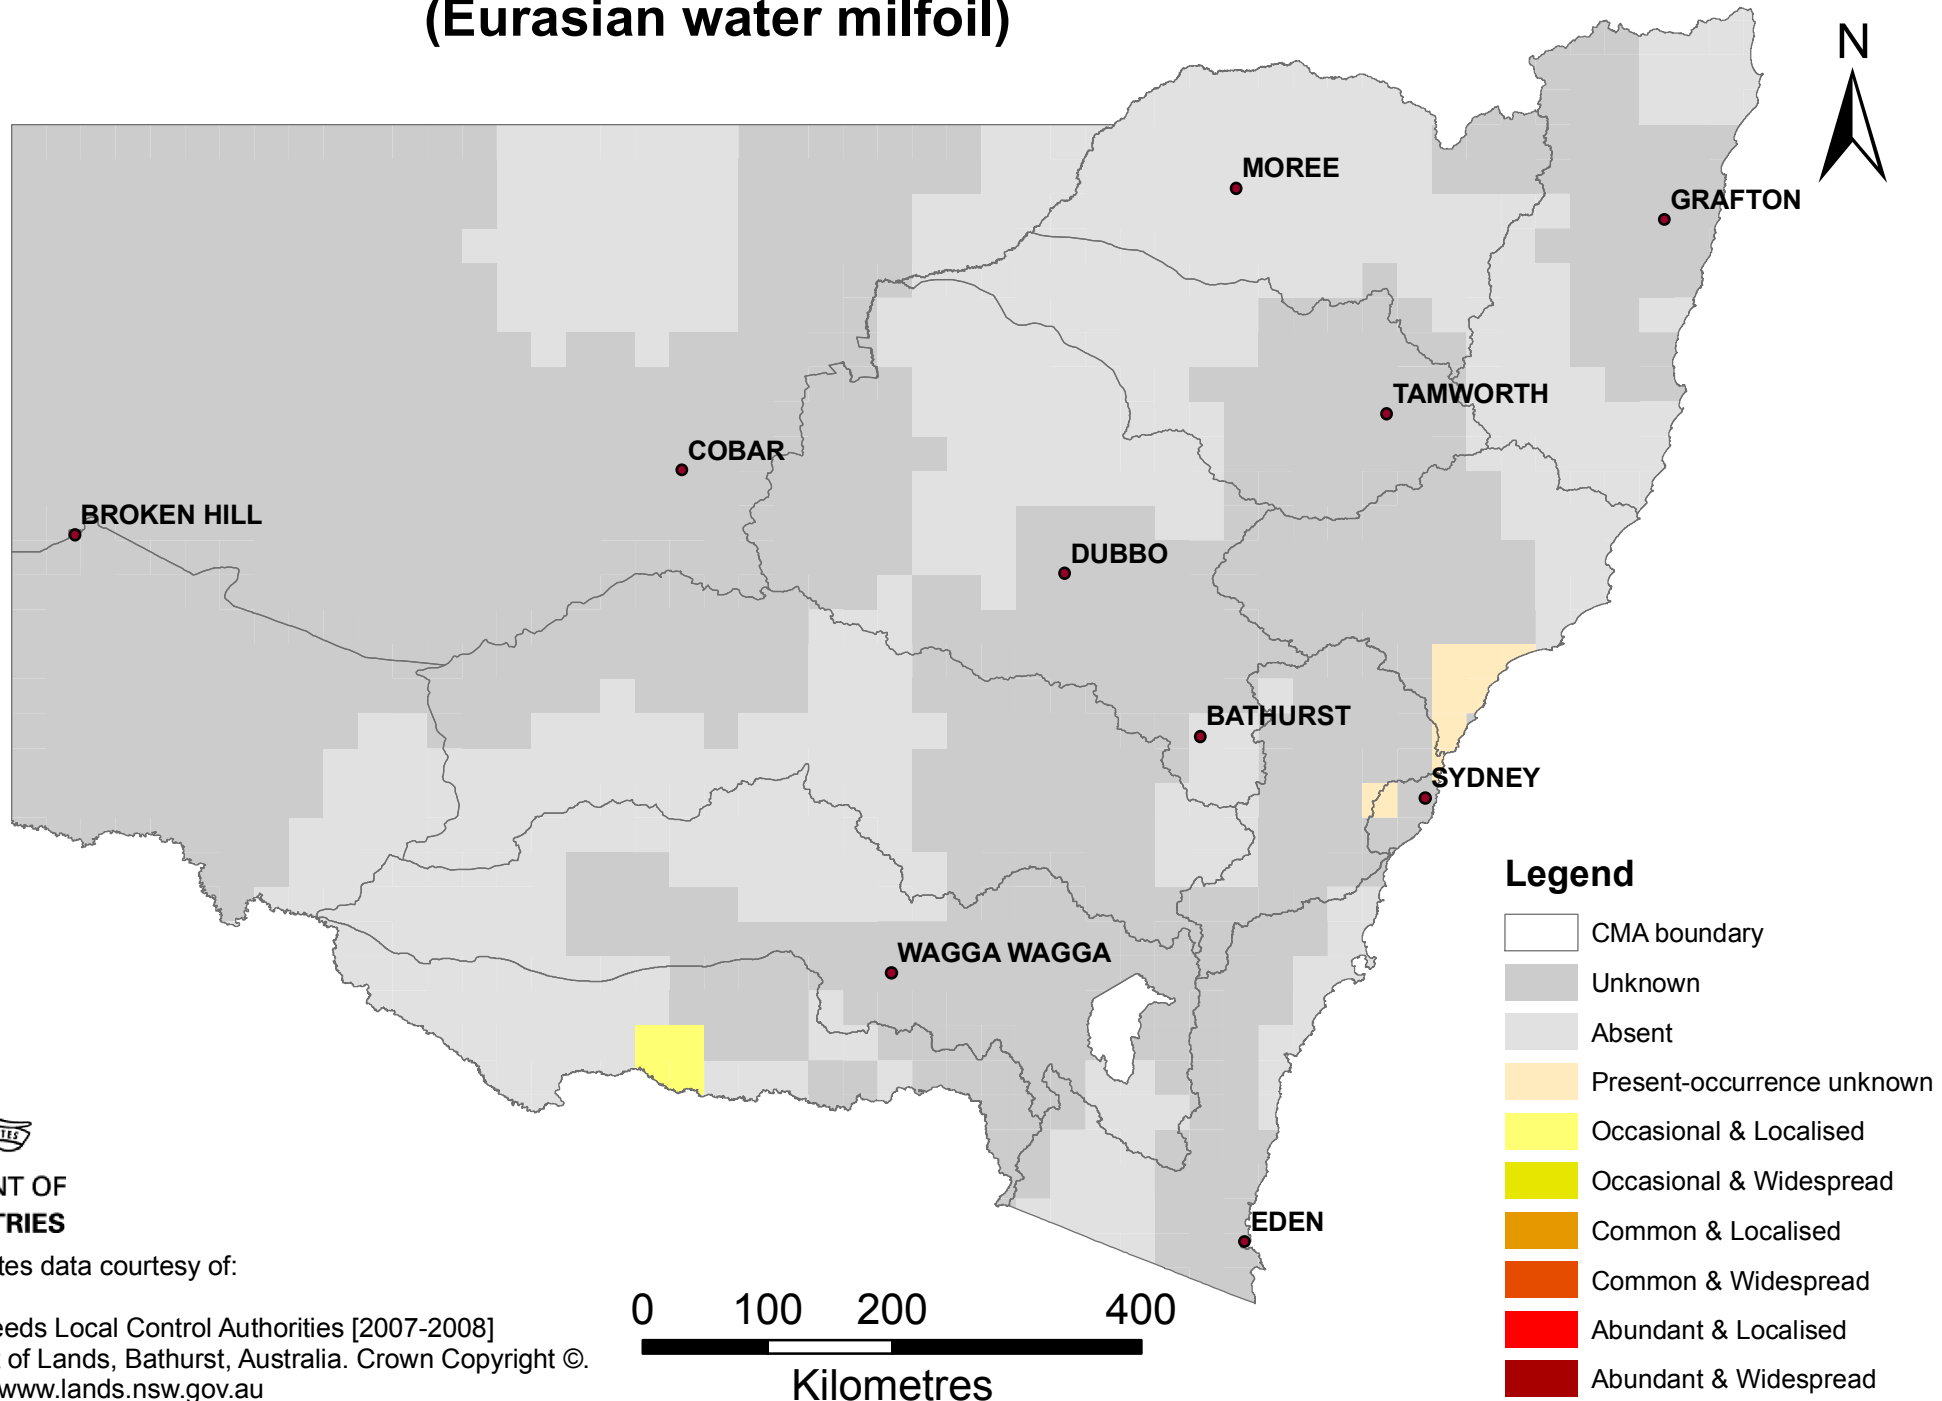 (Eurasian water milfoil)
N
MOREE
GRAFTON
TAMWORTH
COBAR
BROKEN HILL
DUBBO
BATHURST
SYDNEY
WAGGA WAGGA
EDEN
Legend
CMA boundary
Unknown
Absent
Present-occurrence unknown
Occasional & Localised
Occasional & Widespread
Common & Localised
Common & Widespread
Abundant & Localised
Abundant & Widespread
NT OF
TRIES
tes data courtesy of:
eeds Local Control Authorities [2007-2008]
t of Lands, Bathurst, Australia. Crown Copyright ©.
www.lands.nsw.gov.au
0 100 200 400
Kilometres